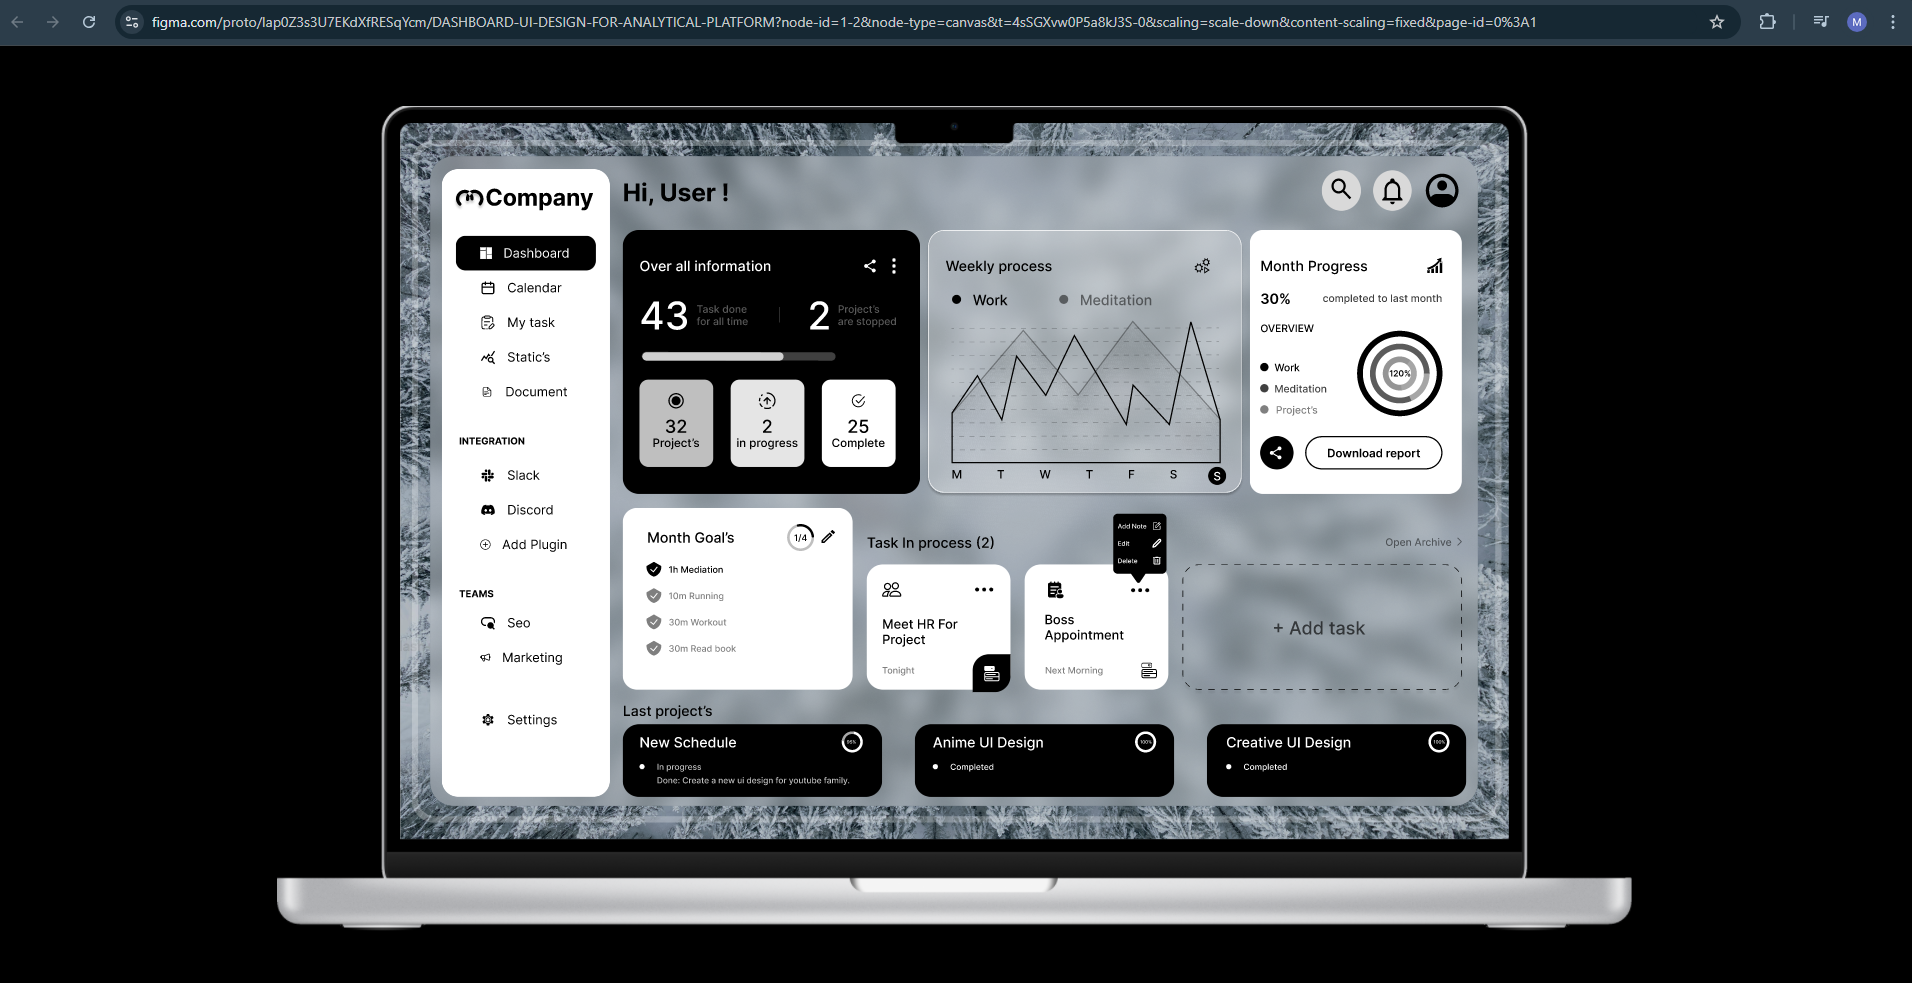 figma.com/proto/lap0Z3s3U7EKdXfRESqYcm/DASHBOARD-UI-DESIGN-FOR-ANALYTICAL-PLATFORM?node-id=1-2&node-type=canvas&t=4sSGXvw0P5a8kJ3S-0&scaling=scale-down&content-scaling=fixed&page-id=0%3A1
M
Company
Dashboard
Calendar
My task
Static's
Document
INTEGRATION
Slack
Discord
Add Plugin
TEAMS
Seo
Marketing
Settings
Hi, User !
Over all information
43 Task done for all time
2 Project's are stopped
32
Project's
2
in progress
25
Complete
Weekly process
Work Meditation
M T W T F S S
Month Progress
30% completed to last month
OVERVIEW
Work
Meditation
Project's
120%
Download report
Month Goal's 1/4
1h Mediation
10m Running
30m Workout
30m Read book
Task In process (2)
Meet HR For
Project
Tonight
Add Note
Edit
Delete
Boss
Appointment
Next Morning
Open Archive >
+ Add task
Last project's
New Schedule
In progress
Done: Create a new ui design for youtube family.
Anime UI Design 100%
Completed
Creative UI Design 100%
Completed